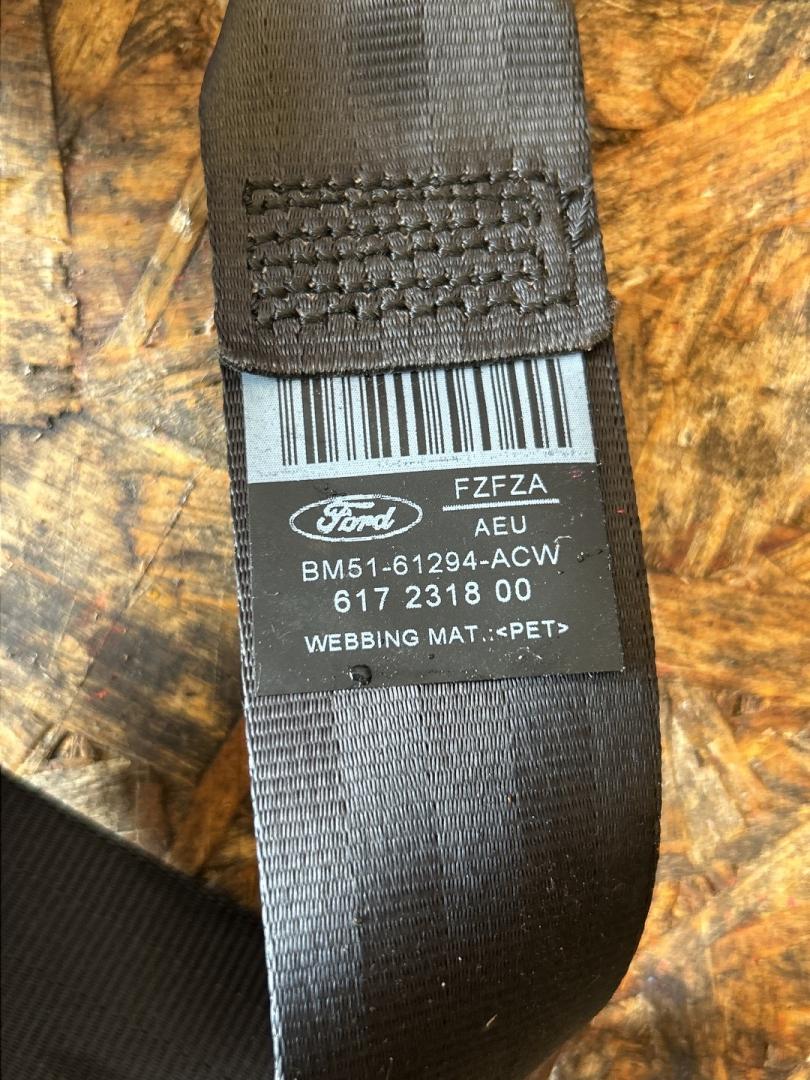 FZFZA
Ford
AEU
BM51-61294-ACW
617 2318 00
WEBBING MAT.:<PET>